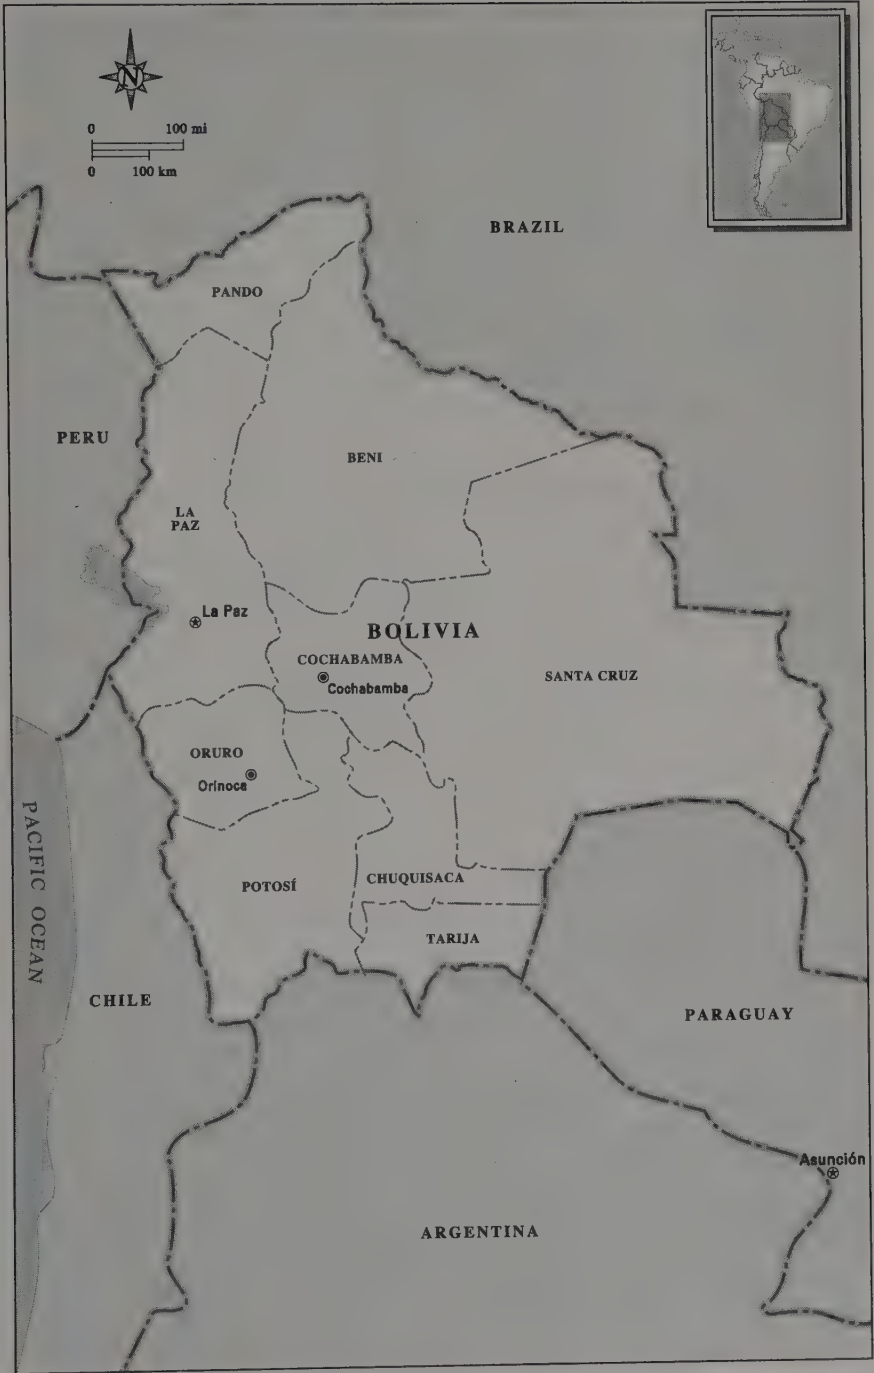 N
0 100 mi
0 100 km
BRAZIL
PANDO
PERU
BENI
LA
PAZ
La Paz
BOLIVIA
COCHABAMBA
Cochabamba
SANTA CRUZ
ORURO
Orinoca
PACIFIC OCEAN
POTOSÍ
CHUQUISACA
TARIJA
CHILE
PARAGUAY
Asunción
ARGENTINA